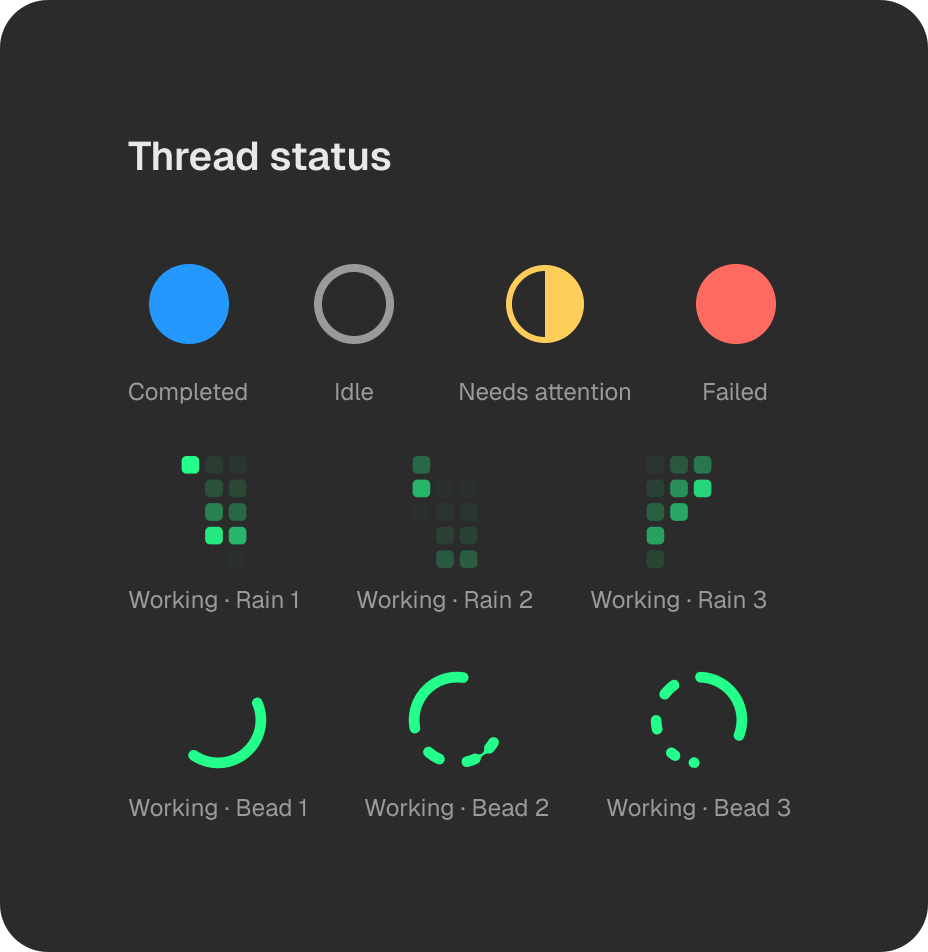 Thread status
Completed Idle Needs attention Failed
Working · Rain 1 Working · Rain 2 Working · Rain 3
Working · Bead 1 Working · Bead 2 Working · Bead 3